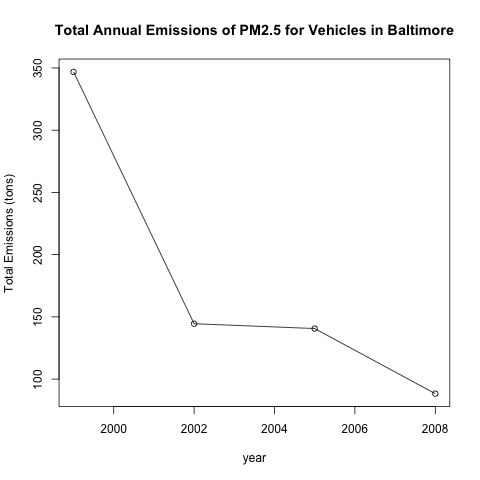 Total Annual Emissions of PM2.5 for Vehicles in Baltimore
350
300
250
200
150
100
Total Emissions (tons)
2000 2002 2004 2006 2008
year